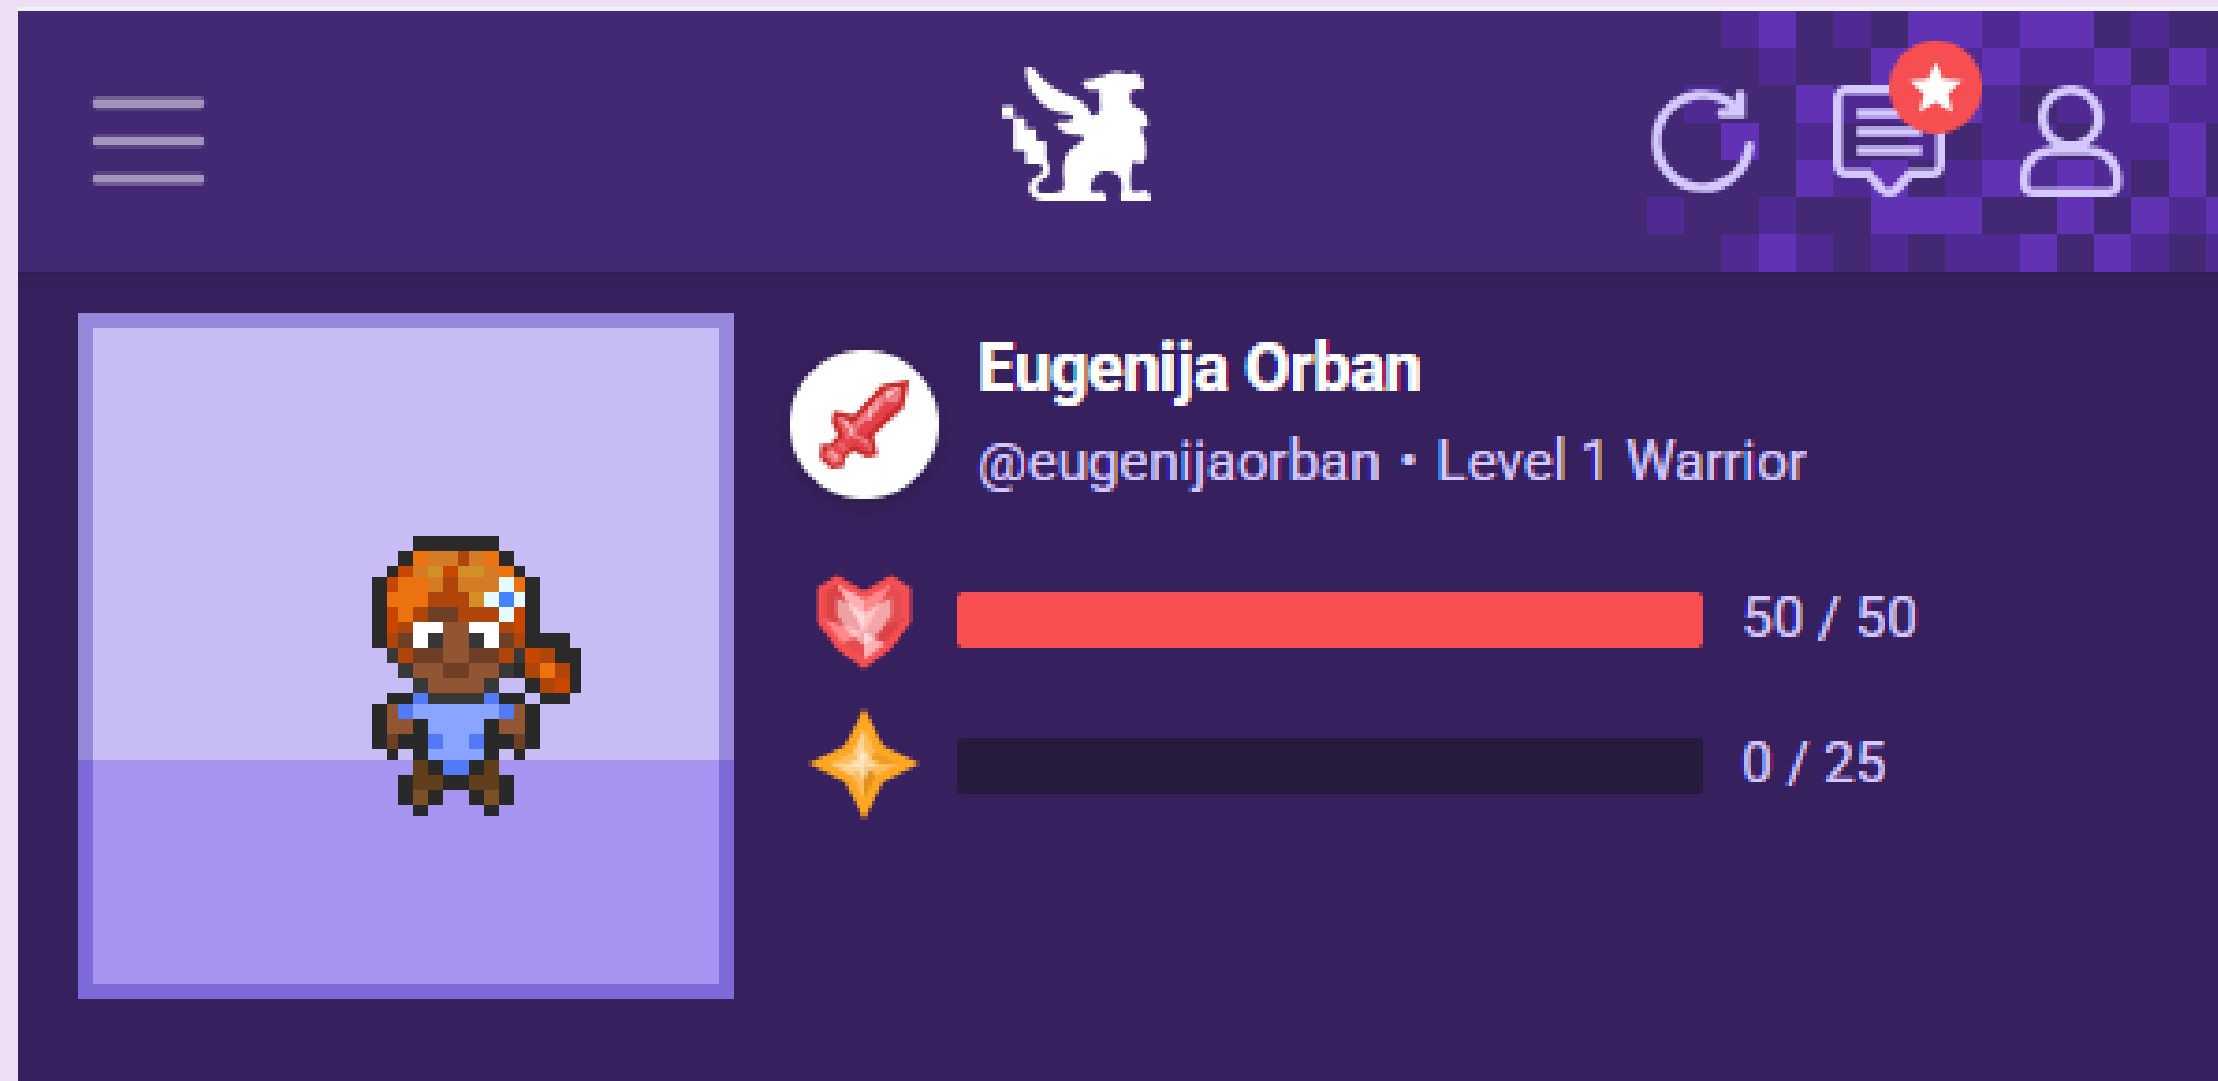 Eugenija Orban
@eugenijaorban • Level 1 Warrior
50 / 50
0 / 25